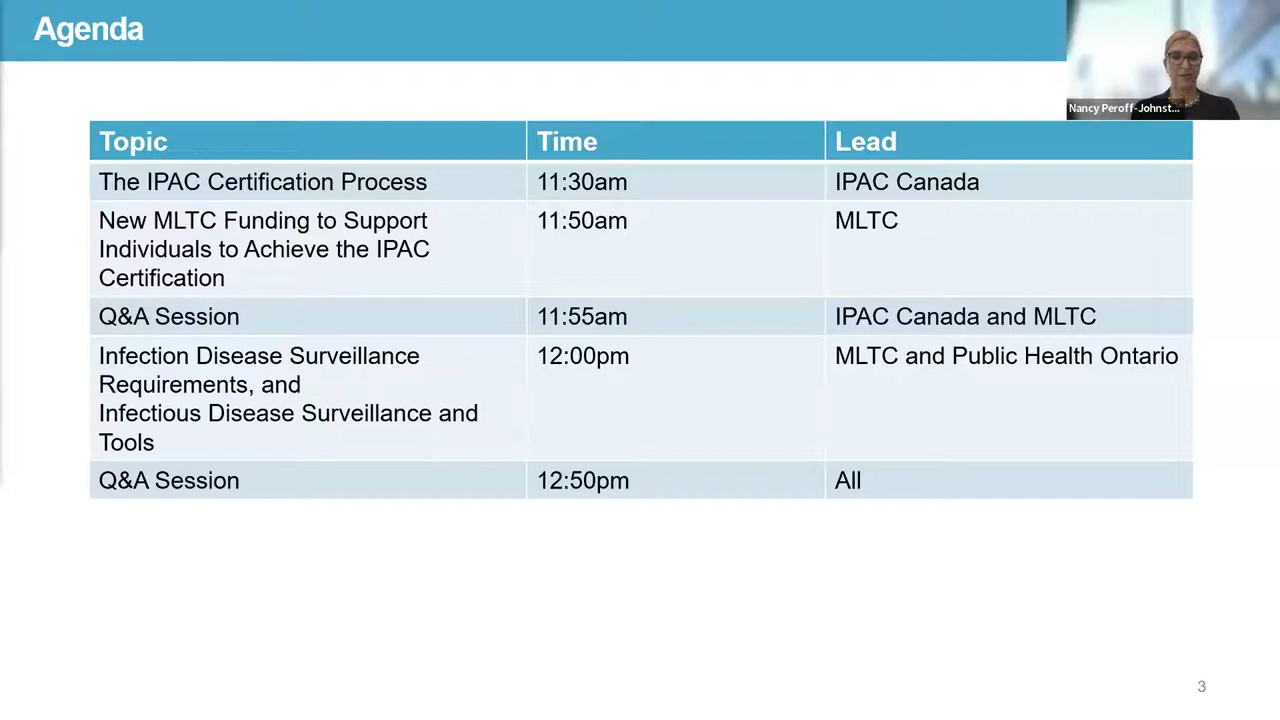 Agenda
Nancy Peroff-Johnst...
Topic Time Lead
The IPAC Certification Process 11:30am IPAC Canada
New MLTC Funding to Support 11:50am MLTC
Individuals to Achieve the IPAC
Certification
Q&A Session 11:55am IPAC Canada and MLTC
Infection Disease Surveillance 12:00pm MLTC and Public Health Ontario
Requirements, and
Infectious Disease Surveillance and
Tools
Q&A Session 12:50pm All
3